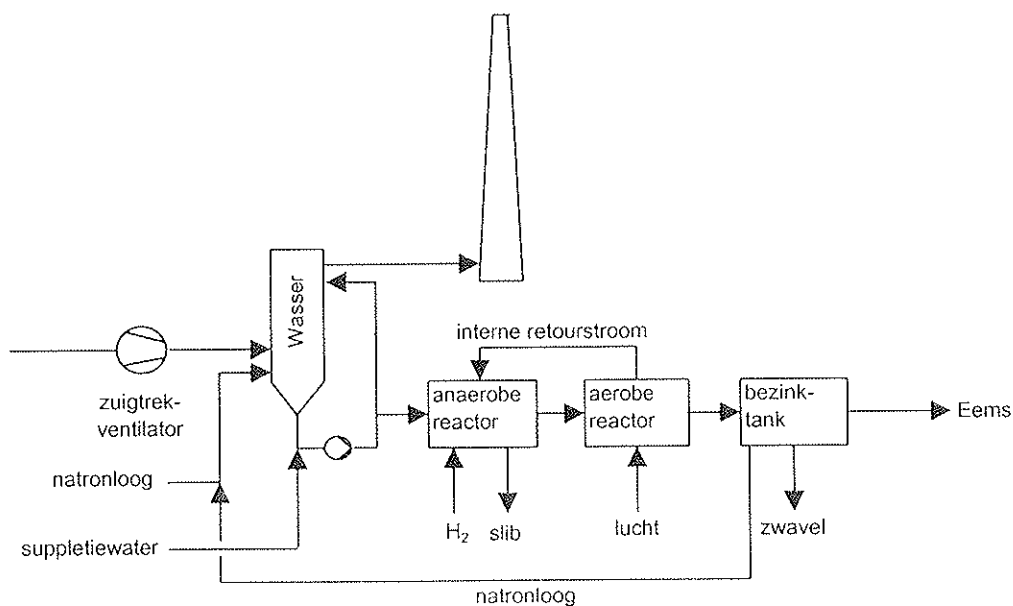 Wasser
interne retourstroom
anaerobe
reactor
aerobe
reactor
bezink-
tank
Eems
zuigtrek-
ventilator
natronloog
H₂
slib
lucht
zwavel
suppletiewater
natronloog